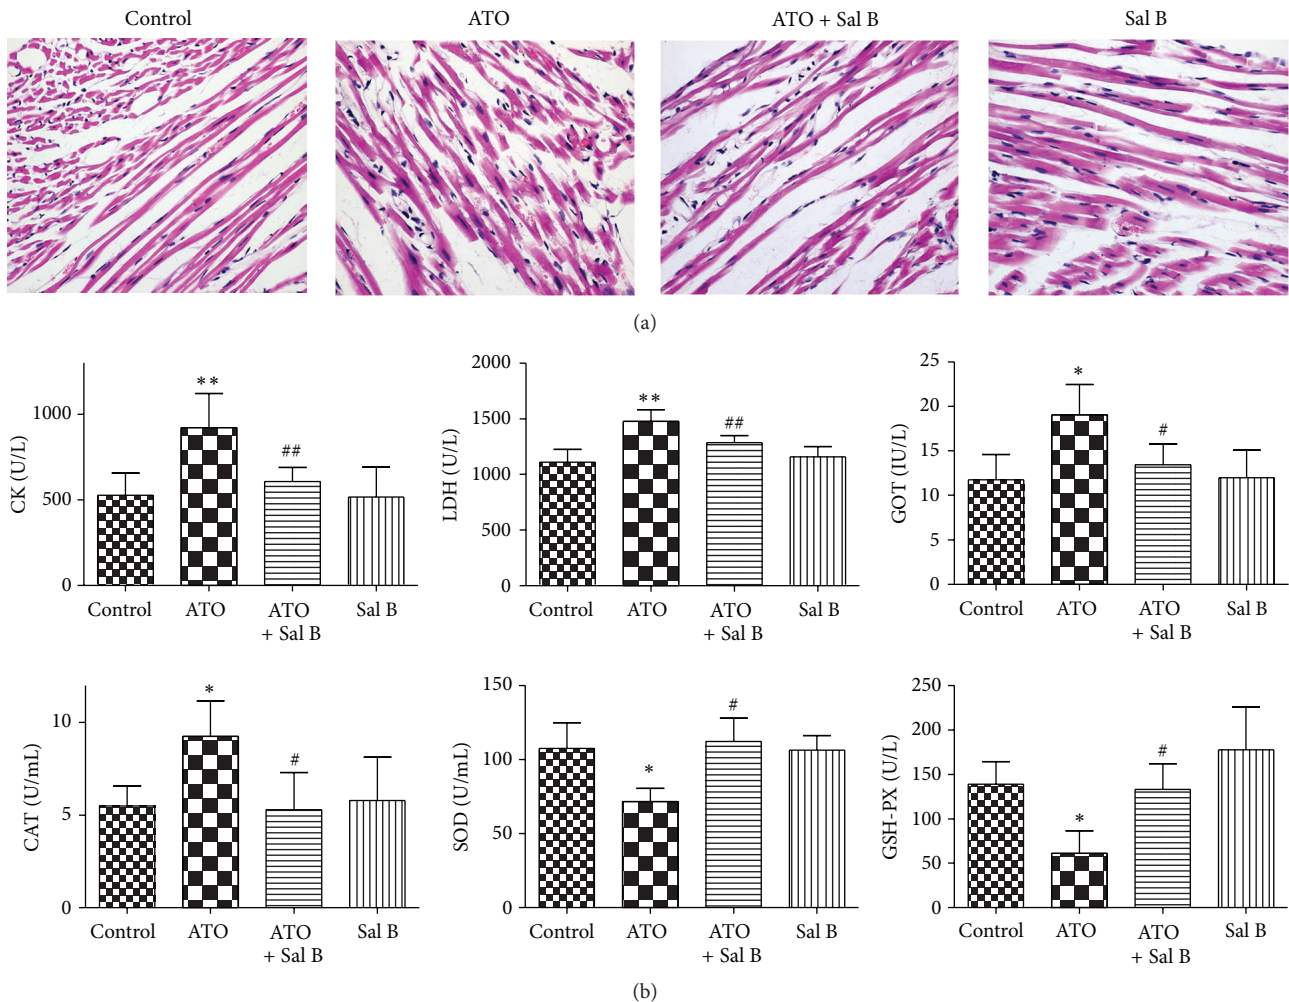 Control
ATO
ATO + Sal B
Sal B
(a)
CK (U/L)
1000
500
0
**
##
Control
ATO
ATO
+ Sal B
Sal B
LDH (U/L)
2000
1500
1000
500
0
**
##
Control
ATO
ATO
+ Sal B
Sal B
GOT (IU/L)
25
20
15
10
5
0
*
#
Control
ATO
ATO
+ Sal B
Sal B
CAT (U/mL)
10
5
0
*
#
Control
ATO
ATO
+ Sal B
Sal B
SOD (U/mL)
150
100
50
0
*
#
Control
ATO
ATO
+ Sal B
Sal B
GSH-PX (U/L)
250
200
150
100
50
0
*
#
Control
ATO
ATO
+ Sal B
Sal B
(b)